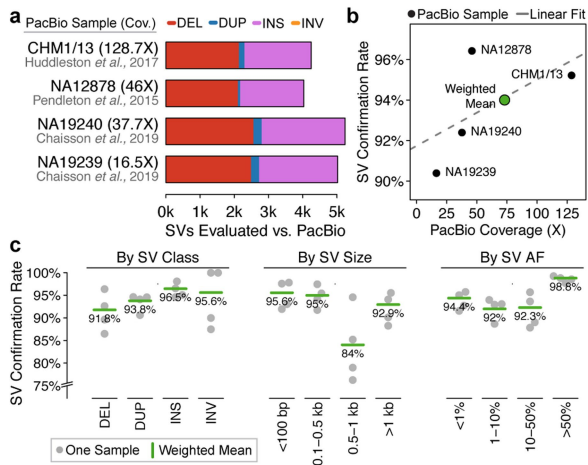 a
PacBio Sample (Cov.)
DEL DUP INS INV
CHM1/13 (128.7X)
Huddleston et al., 2017
NA12878 (46X)
Pendleton et al., 2015
NA19240 (37.7X)
Chaisson et al., 2019
NA19239 (16.5X)
Chaisson et al., 2019
0k 1k 2k 3k 4k 5k
SVs Evaluated vs. PacBio
b
PacBio Sample Linear Fit
SV Confirmation Rate
96%
94%
92%
90%
NA12878
CHM1/13
Weighted
Mean
NA19240
NA19239
0 25 50 75 100 125
PacBio Coverage (X)
c
By SV Class
By SV Size
By SV AF
SV Confirmation Rate
100%
95%
90%
85%
80%
75%
91.8%
93.8%
96.5%
95.6%
95.6%
95%
84%
92.9%
94.4%
92%
92.3%
98.8%
DEL
DUP
INS
INV
<100 bp
0.1–0.5 kb
0.5–1 kb
>1 kb
<1%
1–10%
10–50%
>50%
One Sample Weighted Mean